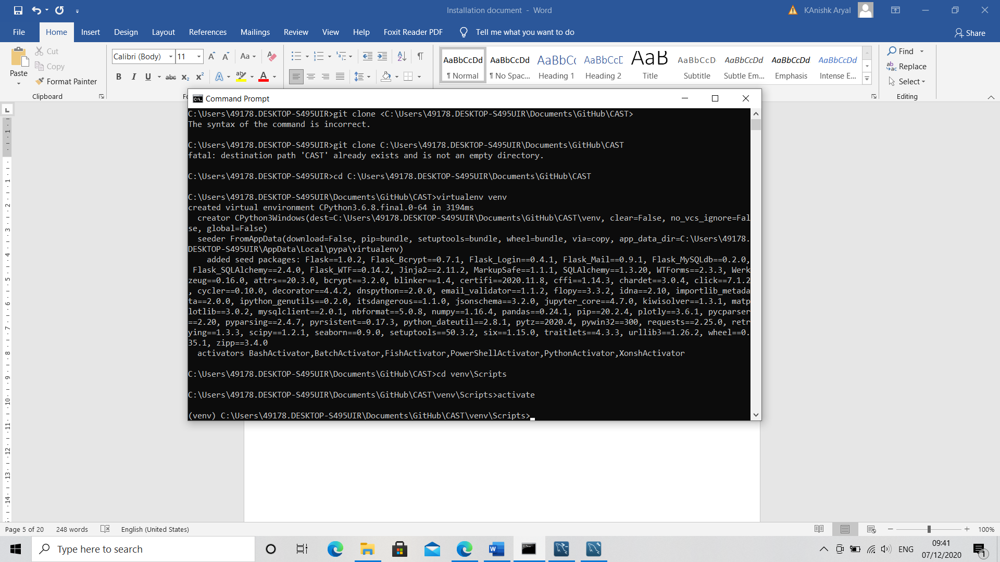 Installation document - Word
KAnishk Aryal
File Home Insert Design Layout References Mailings Review View Help Foxit Reader PDF Tell me what you want to do Share
Paste
Cut
Copy
Format Painter
Clipboard
Calibri (Body) 11
AaBbCcDd AaBbCcDd AaBbC AaBbCcD AaB AaBbCcD AaBbCcDd AaBbCcDd AaBbCcDd
¶ Normal ¶ No Spac... Heading 1 Heading 2 Title Subtitle Subtle Em... Emphasis Intense E...
Find
Replace
Select
Editing
Command Prompt
C:\Users\49178.DESKTOP-S495UIR>git clone <C:\Users\49178.DESKTOP-S495UIR\Documents\GitHub\CAST>
The syntax of the command is incorrect.
C:\Users\49178.DESKTOP-S495UIR>git clone C:\Users\49178.DESKTOP-S495UIR\Documents\GitHub\CAST
fatal: destination path 'CAST' already exists and is not an empty directory.
C:\Users\49178.DESKTOP-S495UIR>cd C:\Users\49178.DESKTOP-S495UIR\Documents\GitHub\CAST
C:\Users\49178.DESKTOP-S495UIR\Documents\GitHub\CAST>virtualenv venv
created virtual environment CPython3.6.8.final.0-64 in 3194ms
creator CPython3Windows(dest=C:\Users\49178.DESKTOP-S495UIR\Documents\GitHub\CAST\venv, clear=False, no_vcs_ignore=Fal
se, global=False)
seeder FromAppData(download=False, pip=bundle, setuptools=bundle, wheel=bundle, via=copy, app_data_dir=C:\Users\49178.
DESKTOP-S495UIR\AppData\Local\pypa\virtualenv)
added seed packages: Flask==1.0.2, Flask_Bcrypt==0.7.1, Flask_Login==0.4.1, Flask_Mail==0.9.1, Flask_MySQLdb==0.2.0,
Flask_SQLAlchemy==2.4.0, Flask_WTF==0.14.2, Jinja2==2.11.2, MarkupSafe==1.1.1, SQLAlchemy==1.3.20, WTForms==2.3.3, Werk
zeug==0.16.0, attrs==20.3.0, bcrypt==3.2.0, blinker==1.4, certifi==2020.11.8, cffi==1.14.3, chardet==3.0.4, click==7.1.2
, cycler==0.10.0, decorator==4.4.2, dnspython==2.0.0, email_validator==1.1.2, flopy==3.3.2, idna==2.10, importlib_metada
ta==2.0.0, ipython_genutils==0.2.0, itsdangerous==1.1.0, jsonschema==3.2.0, jupyter_core==4.7.0, kiwisolver==1.3.1, matp
lotlib==3.0.2, mysqlclient==2.0.1, nbformat==5.0.8, numpy==1.16.4, pandas==0.24.1, pip==20.2.4, plotly==3.6.1, pycparser
==2.20, pyparsing==2.4.7, pyrsistent==0.17.3, python_dateutil==2.8.1, pytz==2020.4, pywin32==300, requests==2.25.0, retr
ying==1.3.3, scipy==1.2.1, seaborn==0.9.0, setuptools==50.3.2, six==1.15.0, traitlets==4.3.3, urllib3==1.26.2, wheel==0.
35.1, zipp==3.4.0
activators BashActivator,BatchActivator,FishActivator,PowerShellActivator,PythonActivator,XonshActivator
C:\Users\49178.DESKTOP-S495UIR\Documents\GitHub\CAST>cd venv\Scripts
C:\Users\49178.DESKTOP-S495UIR\Documents\GitHub\CAST\venv\Scripts>activate
(venv) C:\Users\49178.DESKTOP-S495UIR\Documents\GitHub\CAST\venv\Scripts>
Page 5 of 20 248 words English (United States) 100%
Type here to search
ENG
09:41
07/12/2020
1